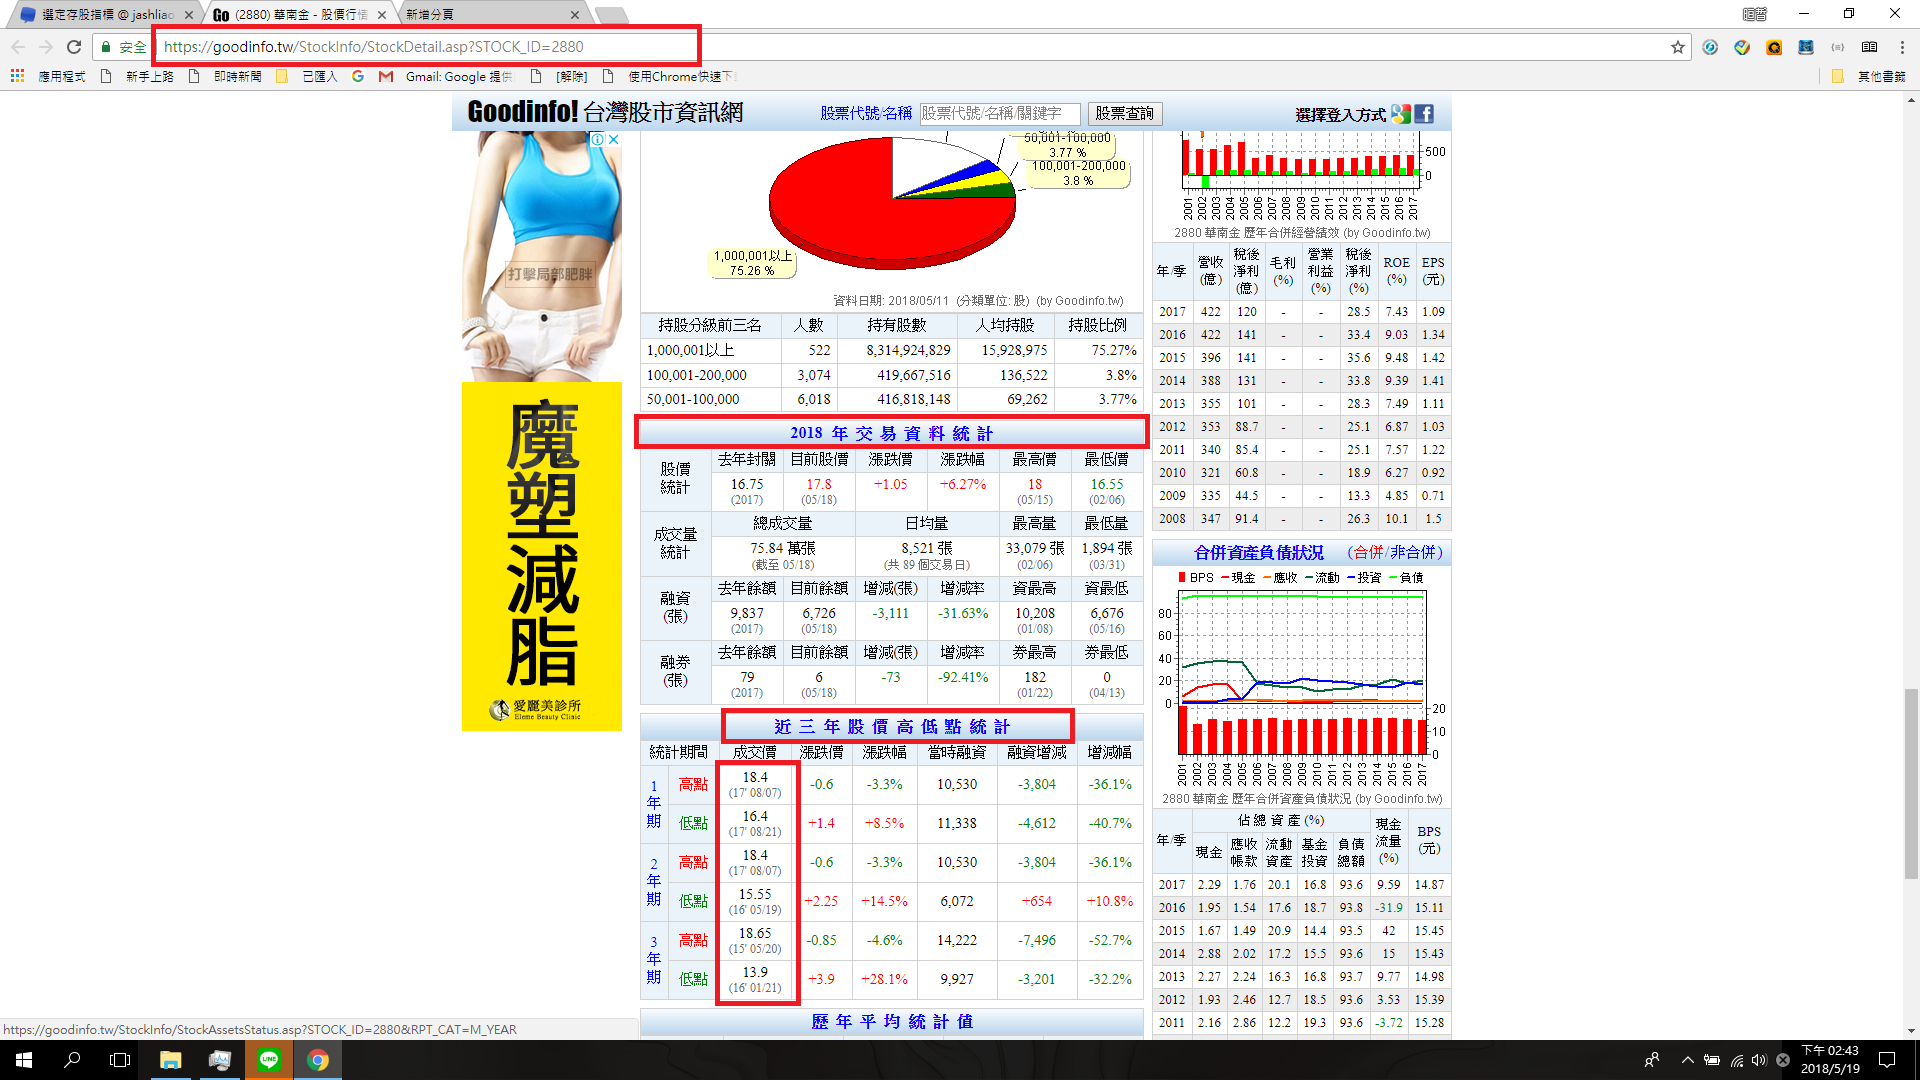 選定存股指標 @ jashliao
(2880) 華南金 - 股價行情
新增分頁
安全
https://goodinfo.tw/StockInfo/StockDetail.asp?STOCK_ID=2880
應用程式 新手上路 即時新聞 已匯入 Gmail: Google 提供 [解除] 使用Chrome快速下 其他書籤
Goodinfo! 台灣股市資訊網 股票代號/名稱 股票代號/名稱/關鍵字 股票查詢 選擇登入方式
打擊局部肥胖
魔塑減脂
愛麗美診所
Eleme Beauty Clinic
50,001-100,000
3.77 %
100,001-200,000
3.8 %
1,000,001以上
75.26 %
資料日期: 2018/05/11 (分類單位: 股) (by Goodinfo.tw)
持股分級前三名 人數 持有股數 人均持股 持股比例
1,000,001以上 522 8,314,924,829 15,928,975 75.27%
100,001-200,000 3,074 419,667,516 136,522 3.8%
50,001-100,000 6,018 416,818,148 69,262 3.77%
2018 年 交 易 資 料 統 計
股價統計 去年封關 目前股價 漲跌價 漲跌幅 最高價 最低價
16.75 17.8 +1.05 +6.27% 18 16.55
(2017) (05/18) (05/15) (02/06)
成交量統計 總成交量 日均量 最高量 最低量
75.84 萬張 8,521 張 33,079 張 1,894 張
(截至 05/18) (共 89 個交易日) (02/06) (03/31)
融資(張) 去年餘額 目前餘額 增減(張) 增減率 資最高 資最低
9,837 6,726 -3,111 -31.63% 10,208 6,676
(2017) (05/18) (01/08) (05/16)
融券(張) 去年餘額 目前餘額 增減(張) 增減率 券最高 券最低
79 6 -73 -92.41% 182 0
(2017) (05/18) (01/22) (04/13)
近 三 年 股 價 高 低 點 統 計
統計期間 成交價 漲跌價 漲跌幅 當時融資 融資增減 增減幅
1年期 高點 18.4 (17' 08/07) -0.6 -3.3% 10,530 -3,804 -36.1%
低點 16.4 (17' 08/21) +1.4 +8.5% 11,338 -4,612 -40.7%
2年期 高點 18.4 (17' 08/07) -0.6 -3.3% 10,530 -3,804 -36.1%
低點 15.55 (16' 05/19) +2.25 +14.5% 6,072 +654 +10.8%
3年期 高點 18.65 (15' 05/20) -0.85 -4.6% 14,222 -7,496 -52.7%
低點 13.9 (16' 01/21) +3.9 +28.1% 9,927 -3,201 -32.2%
歷 年 平 均 統 計 值
500
0
2001 2002 2003 2004 2005 2006 2007 2008 2009 2010 2011 2012 2013 2014 2015 2016 2017
2880 華南金 歷年合併經營績效 (by Goodinfo.tw)
年/季 營收(億) 稅後淨利(億) 毛利(%) 營業利益(%) 稅後淨利(%) ROE(%) EPS(元)
2017 422 120 - - 28.5 7.43 1.09
2016 422 141 - - 33.4 9.03 1.34
2015 396 141 - - 35.6 9.48 1.42
2014 388 131 - - 33.8 9.39 1.41
2013 355 101 - - 28.3 7.49 1.11
2012 353 88.7 - - 25.1 6.87 1.03
2011 340 85.4 - - 25.1 7.57 1.22
2010 321 60.8 - - 18.9 6.27 0.92
2009 335 44.5 - - 13.3 4.85 0.71
2008 347 91.4 - - 26.3 10.1 1.5
合併資產負債狀況 (合併/非合併)
BPS 現金 應收 流動 投資 負債
80
60
40
20
0
20
10
0
2001 2002 2003 2004 2005 2006 2007 2008 2009 2010 2011 2012 2013 2014 2015 2016 2017
2880 華南金 歷年合併資產負債狀況 (by Goodinfo.tw)
年/季 佔 總 資 產 (%) 現金流量(%) BPS(元)
現金 應收帳款 流動資產 基金投資 負債總額
2017 2.29 1.76 20.1 16.8 93.6 9.59 14.87
2016 1.95 1.54 17.6 18.7 93.8 -31.9 15.11
2015 1.67 1.49 20.9 14.4 93.5 42 15.45
2014 2.88 2.02 17.2 15.5 93.6 15 15.43
2013 2.27 2.24 16.3 16.8 93.7 9.77 14.98
2012 1.93 2.46 12.7 18.5 93.6 3.53 15.39
2011 2.16 2.86 12.2 19.3 93.6 -3.72 15.28
https://goodinfo.tw/StockInfo/StockAssetsStatus.asp?STOCK_ID=2880&RPT_CAT=M_YEAR
LINE
下午 02:43
2018/5/19